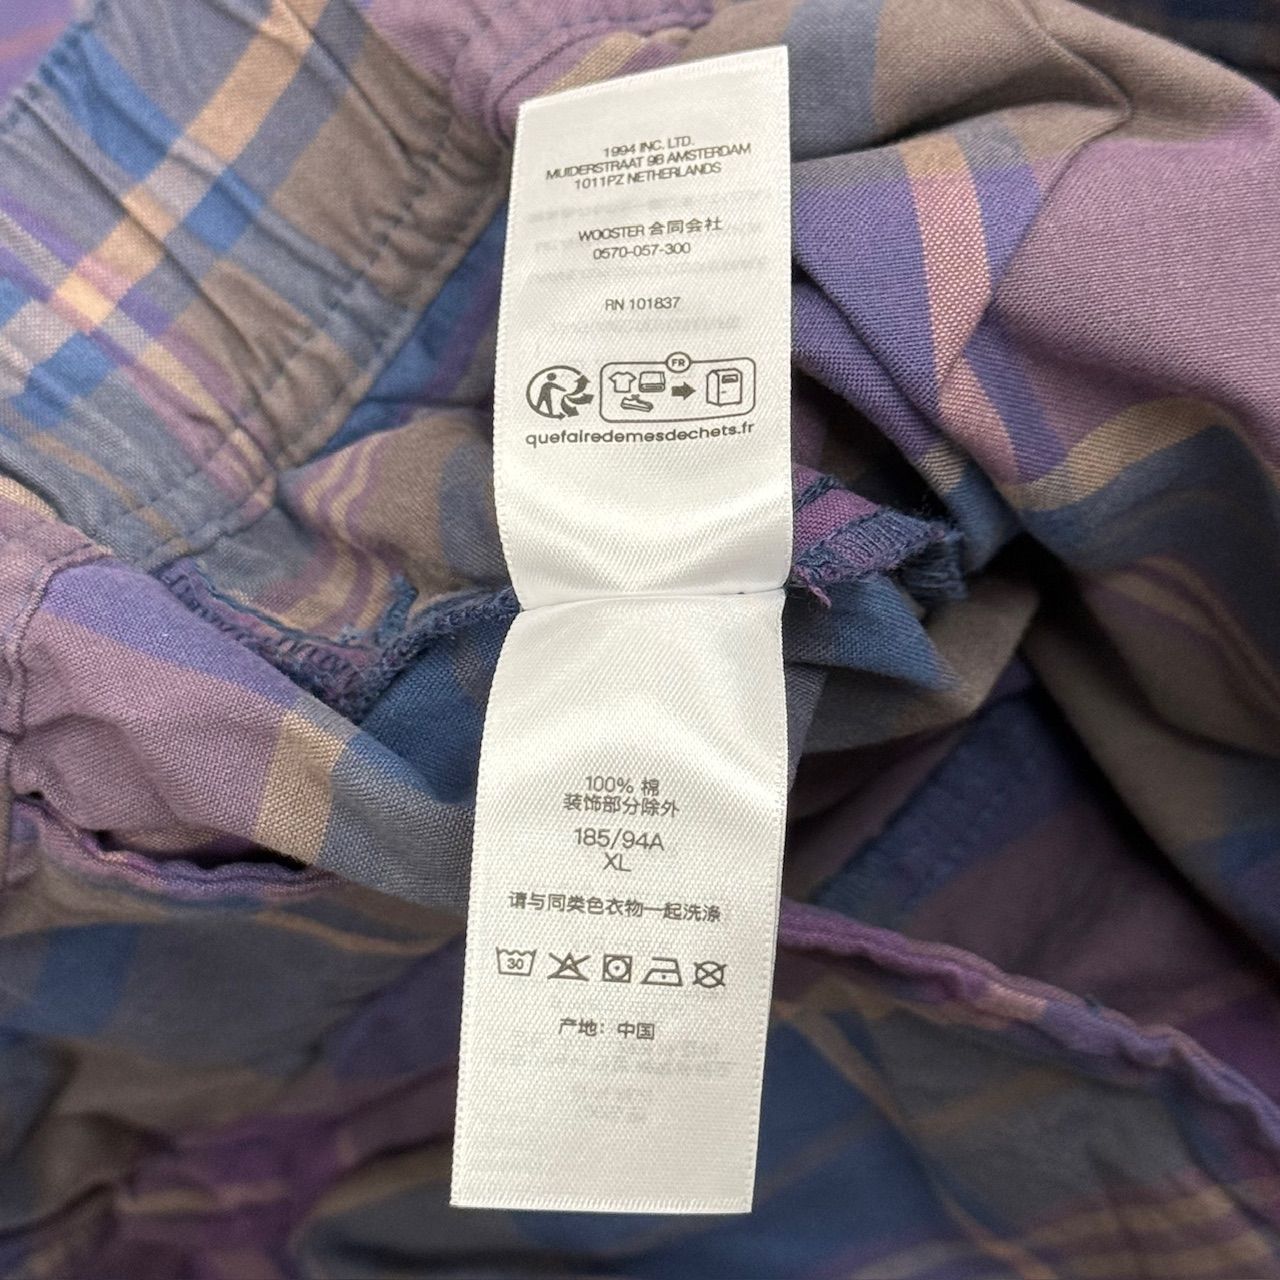 1994 INC. LTD.
MUIDERSTRAAT 9B AMSTERDAM
1011PZ NETHERLANDS
WOOSTER 合同会社
0570-057-300
RN 101837
FR
quefairedemesdechets.fr
100% 棉
装饰部分除外
185/94A
XL
请与同类色衣物一起洗涤
30
产地：中国